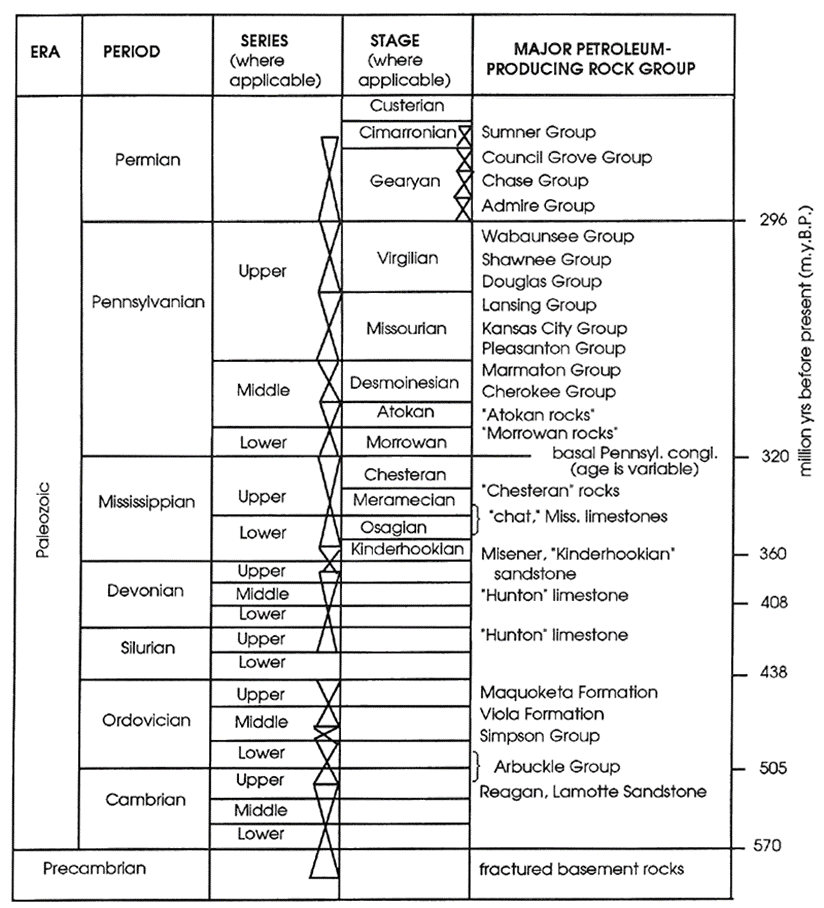 ERA
PERIOD
SERIES
(where
applicable)
STAGE
(where
applicable)
MAJOR PETROLEUM-
PRODUCING ROCK GROUP
Custerian
Cimarronian
Sumner Group
Permian
Council Grove Group
Gearyan
Chase Group
Admire Group
296
Wabaunsee Group
Upper
Virgilian
Shawnee Group
Douglas Group
Pennsylvanian
Lansing Group
Missourian
Kansas City Group
Pleasanton Group
Marmaton Group
Middle
Desmoinesian
Cherokee Group
Atokan
"Atokan rocks"
Lower
Morrowan
"Morrowan rocks"
basal Pennsyl. congl.
(age is variable)
320
Chesteran
Mississippian
Upper
Meramecian
"Chesteran" rocks
Lower
Osagian
"chat," Miss. limestones
Kinderhookian
Misener, "Kinderhookian"
sandstone
360
Devonian
Upper
Middle
Lower
"Hunton" limestone
408
Silurian
Upper
Lower
"Hunton" limestone
438
Ordovician
Upper
Middle
Lower
Maquoketa Formation
Viola Formation
Simpson Group
Arbuckle Group
505
Cambrian
Upper
Middle
Lower
Reagan, Lamotte Sandstone
570
Precambrian
fractured basement rocks
Paleozoic
million yrs before present (m.y.B.P.)